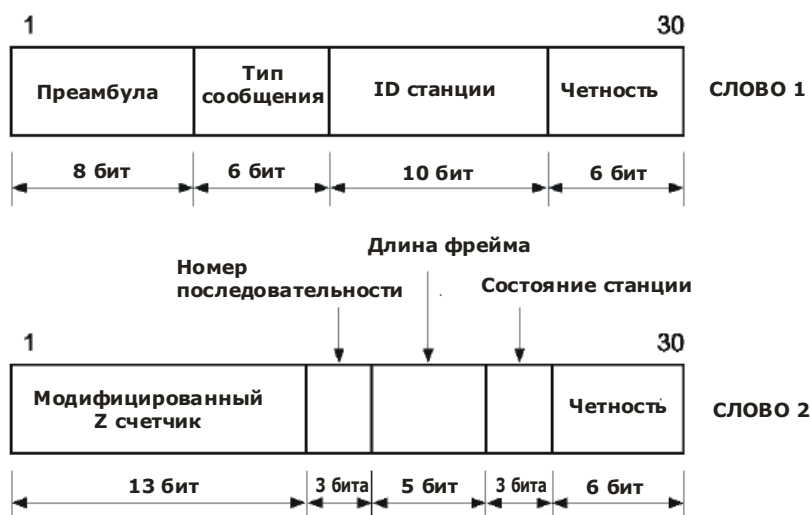 1 30
Преамбула
Тип
сообщения
ID станции
Четность
СЛОВО 1
8 бит
6 бит
10 бит
6 бит
Длина фрейма
Номер
последовательности
Состояние станции
1 30
Модифицированный
Z счетчик
Четность
СЛОВО 2
13 бит
3 бита
5 бит
3 бита
6 бит